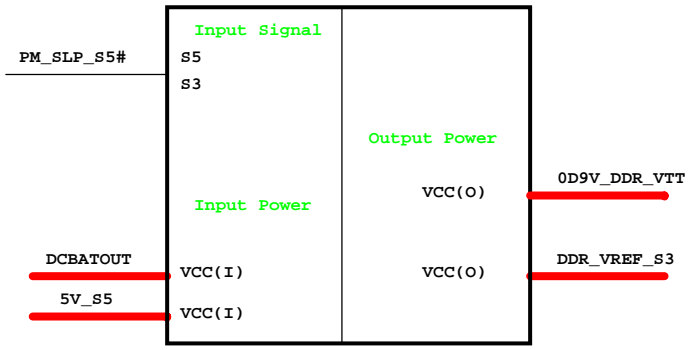 Input Signal
PM_SLP_S5#
S5
S3
Output Power
0D9V_DDR_VTT
VCC(O)
Input Power
DCBATOUT
VCC(I)
VCC(O)
DDR_VREF_S3
5V_S5
VCC(I)